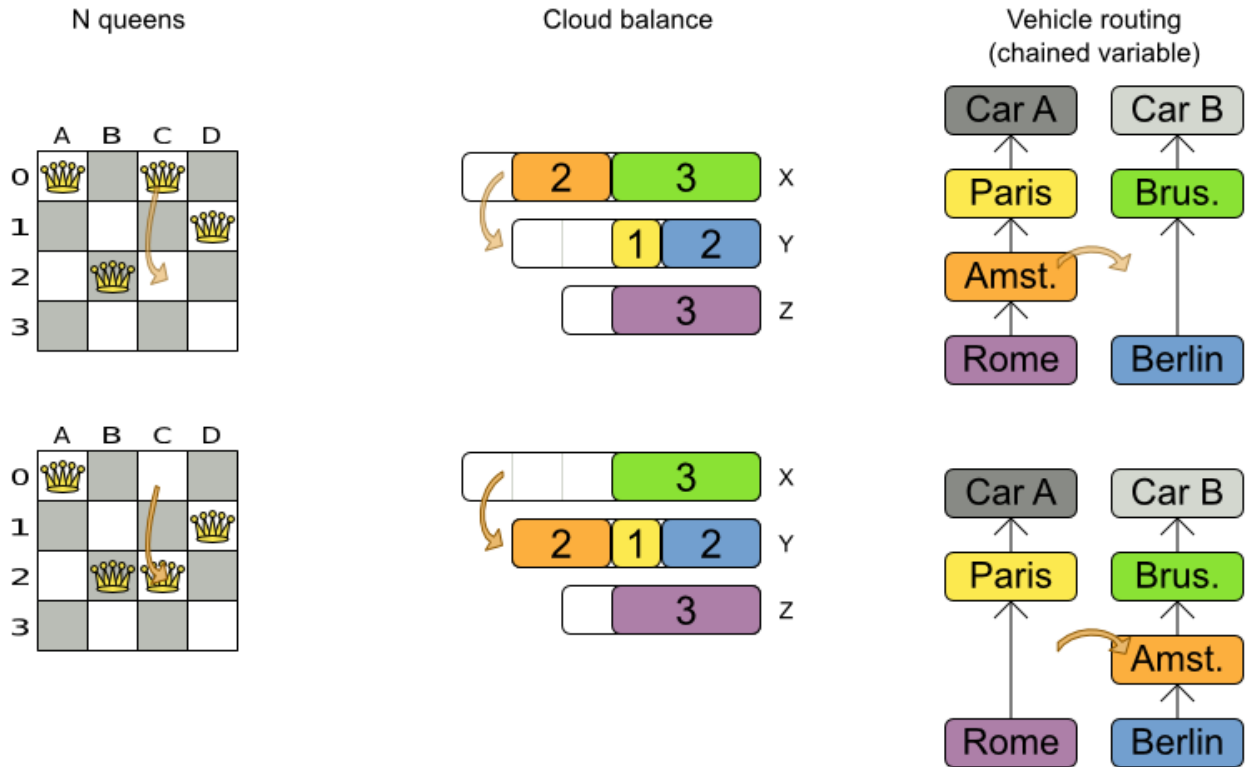 N queens
Cloud balance
Vehicle routing
(chained variable)
A B C D
0
1
2
3
2 3 X
1 2 Y
3 Z
Car A Car B
Paris Brus.
Amst.
Rome Berlin
A B C D
0
1
2
3
3 X
2 1 2 Y
3 Z
Car A Car B
Paris Brus.
Amst.
Rome Berlin